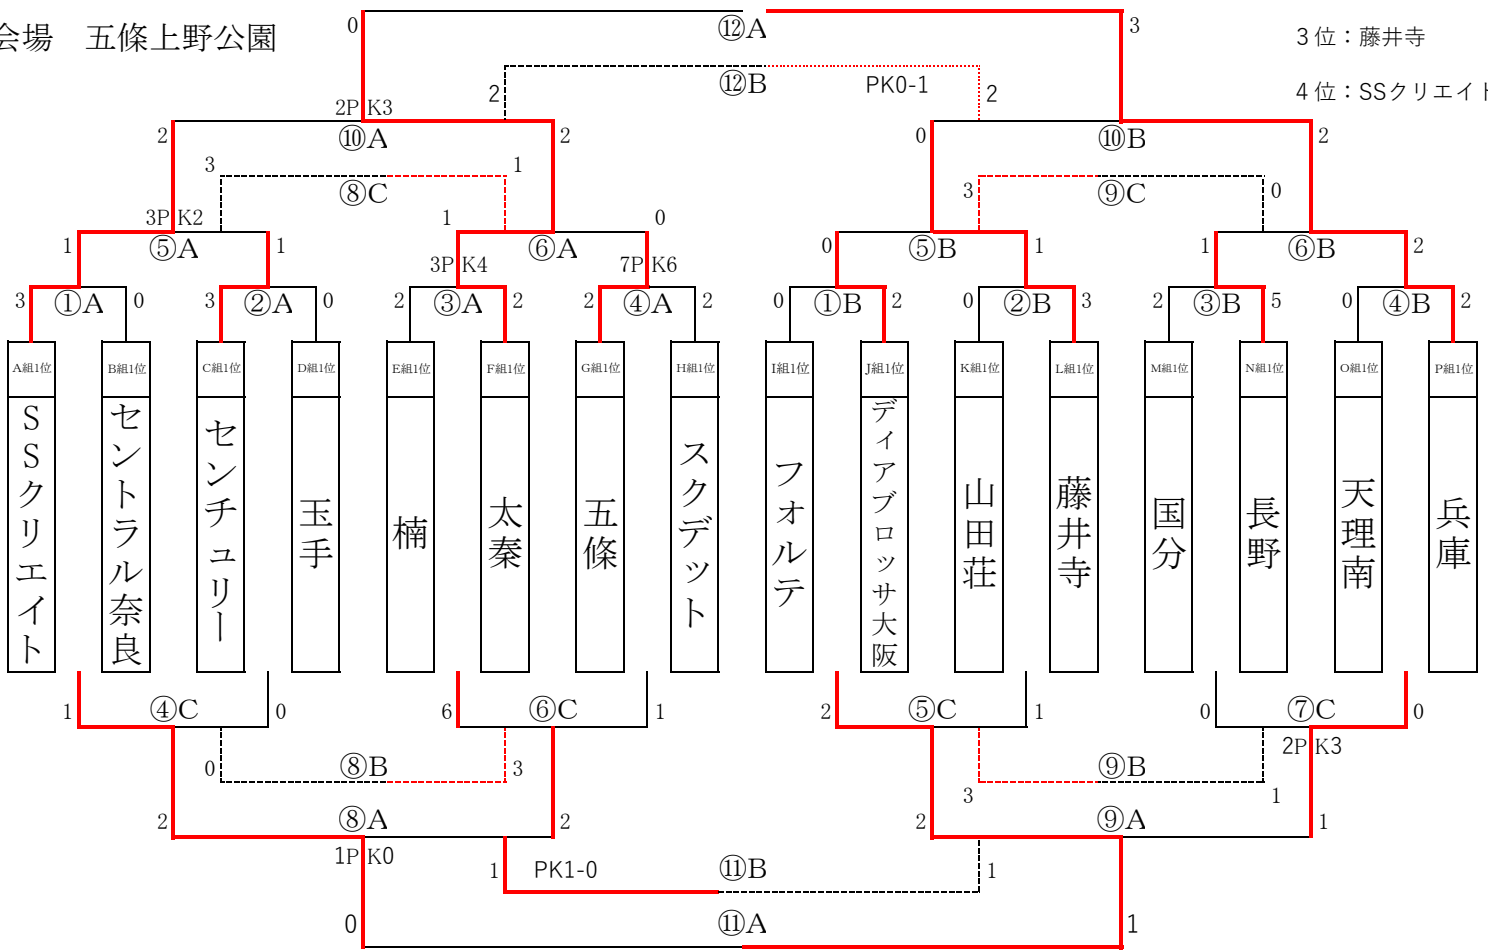 会場　五條上野公園
0
⑫A
3
3位：藤井寺
2
⑫B
PK0-1
2
4位：SSクリエイト
2PK3
2
⑩A
2
0
⑩B
2
3
⑧C
1
3
⑨C
0
3PK2
1
⑤A
1
1
⑥A
0
0
⑤B
1
1
⑥B
2
3PK4
7PK6
3
①A
0
3
②A
0
2
③A
2
2
④A
2
0
①B
2
0
②B
3
2
③B
5
0
④B
2
A組1位
B組1位
C組1位
D組1位
E組1位
F組1位
G組1位
H組1位
I組1位
J組1位
K組1位
L組1位
M組1位
N組1位
O組1位
P組1位
SSクリエイト
セントラル奈良
センチュリー
玉手
楠
太秦
五條
スクデット
フォルテ
ディアブロッサ大阪
山田荘
藤井寺
国分
長野
天理南
兵庫
1
④C
0
6
⑥C
1
2
⑤C
1
0
⑦C
0
2PK3
0
⑧B
3
3
⑨B
1
2
⑧A
2
2
⑨A
1
1PK0
1
PK1-0
⑪B
1
0
⑪A
1